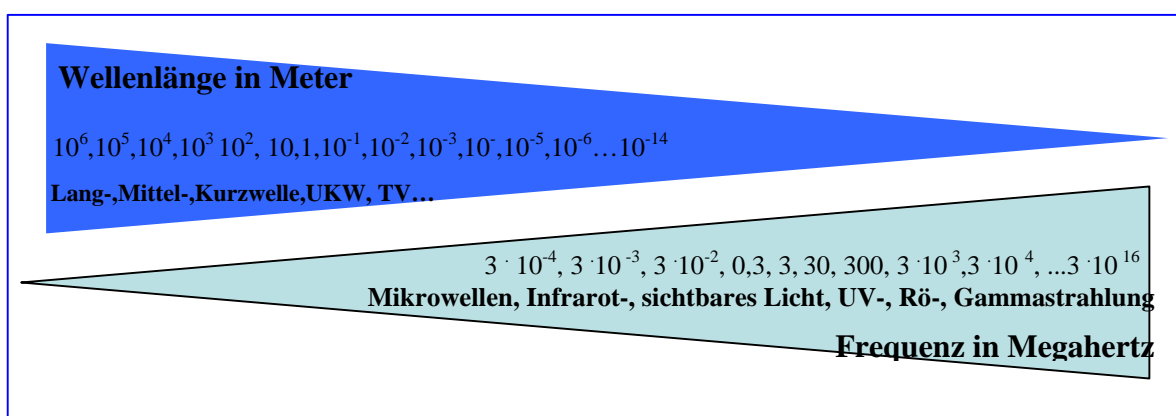 Wellenlänge in Meter
10⁶,10⁵,10⁴,10³ 10², 10,1,10⁻¹,10⁻²,10⁻³,10⁻,10⁻⁵,10⁻⁶…10⁻¹⁴
Lang-,Mittel-,Kurzwelle,UKW, TV…
3 · 10⁻⁴, 3 ·10⁻³, 3 ·10⁻², 0,3, 3, 30, 300, 3 ·10³,3 ·10⁴, ...3 ·10¹⁶
Mikrowellen, Infrarot-, sichtbares Licht, UV-, Rö-, Gammastrahlung
Frequenz in Megahertz